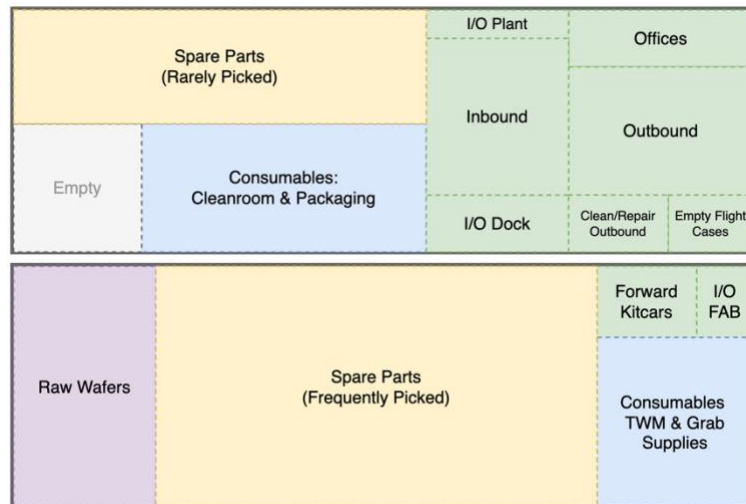 I/O Plant
Offices
Spare Parts
(Rarely Picked)
Inbound
Outbound
Empty
Consumables:
Cleanroom & Packaging
I/O Dock
Clean/Repair
Outbound
Empty Flight
Cases
Forward
Kitcars
I/O
FAB
Raw Wafers
Spare Parts
(Frequently Picked)
Consumables
TWM & Grab
Supplies